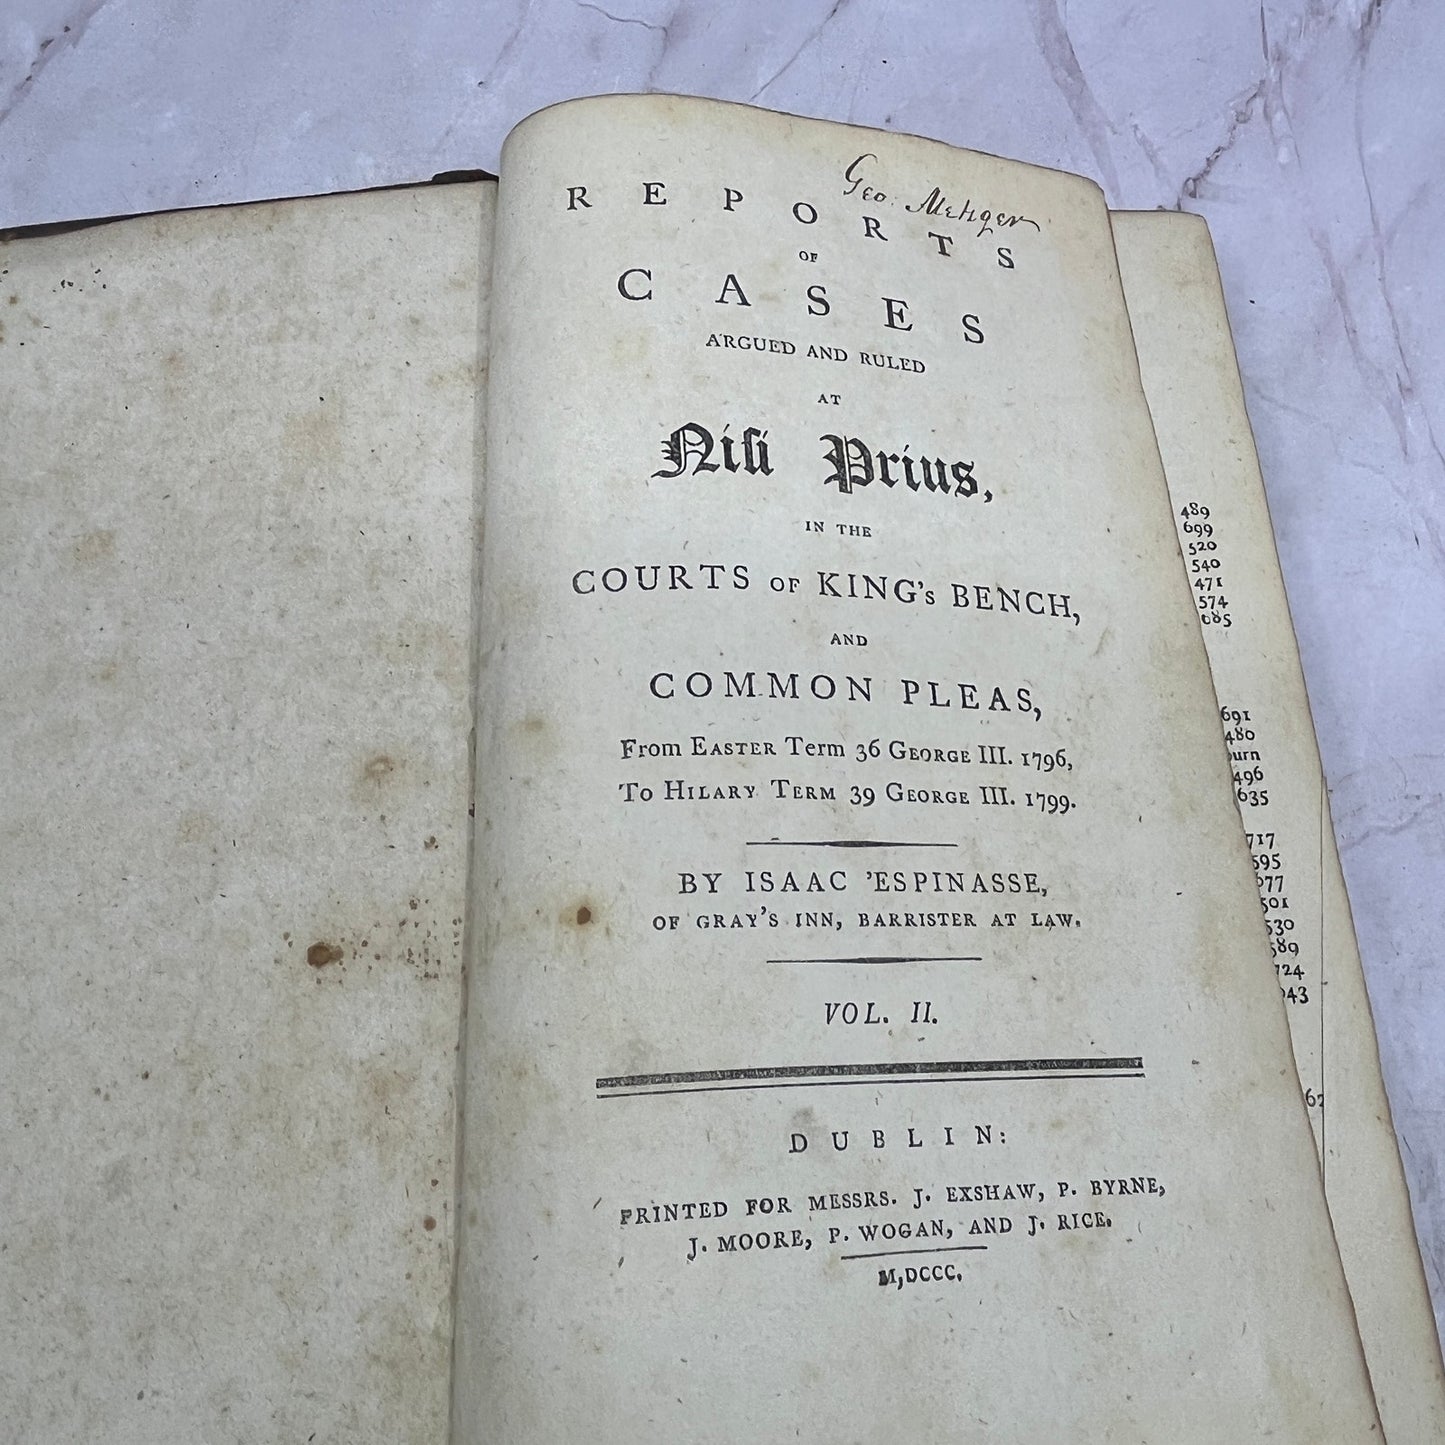 Geo. Metzger
REPORTS
OF
CASES
ARGUED AND RULED
AT
Niſi Prius,
IN THE
COURTS OF KING's BENCH,
AND
COMMON PLEAS,
From EASTER Term 36 GEORGE III. 1796,
To HILARY TERM 39 GEORGE III. 1799.
BY ISAAC 'ESPINASSE,
OF GRAY's INN, BARRISTER AT LAW.
VOL. II.
DUBLIN:
PRINTED FOR MESSRS. J. EXSHAW, P. BYRNE,
J. MOORE, P. WOGAN, AND J. RICE.
M,DCCC.
489
699
520
540
471
574
685
691
480
burn
496
635
717
595
677
501
530
589
724